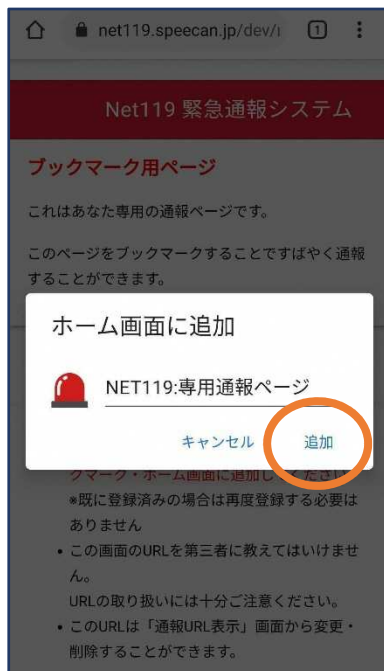 net119.speecan.jp/dev/
1
Net119 緊急通報システム
ブックマーク用ページ
これはあなた専用の通報ページです。
このページをブックマークすることですばやく通報
することができます。
ホーム画面に追加
NET119:専用通報ページ
キャンセル 追加
クマーク・ホーム画面に追加し ください
※既に登録済みの場合は再度登録する必要は
ありません
• この画面のURLを第三者に教えてはいけませ
ん。
URLの取り扱いには十分ご注意ください。
• このURLは「通報URL表示」画面から変更・
削除することができます。